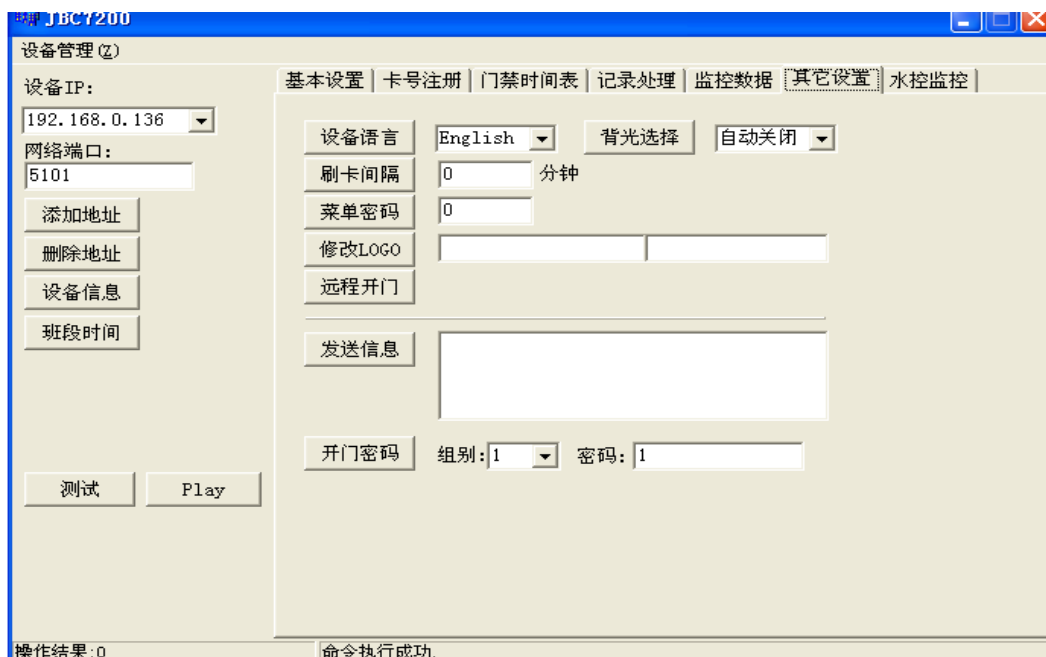 JBC7200
设备管理(Z)
设备IP:
192.168.0.136
网络端口:
5101
添加地址
删除地址
设备信息
班段时间
测试 Play
基本设置 卡号注册 门禁时间表 记录处理 监控数据 其它设置 水控监控
设备语言 English 背光选择 自动关闭
刷卡间隔 0 分钟
菜单密码 0
修改LOGO
远程开门
发送信息
开门密码 组别: 1 密码: 1
操作结果:0 命令执行成功.